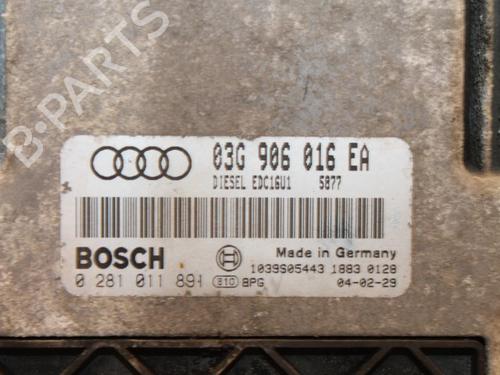 B-PARTS
03G 906 016 EA
DIESEL EDC16U1 5877
BOSCH
Made in Germany
1039S05443 1883 0128
0 281 011 891
310 BPG 04-02-29